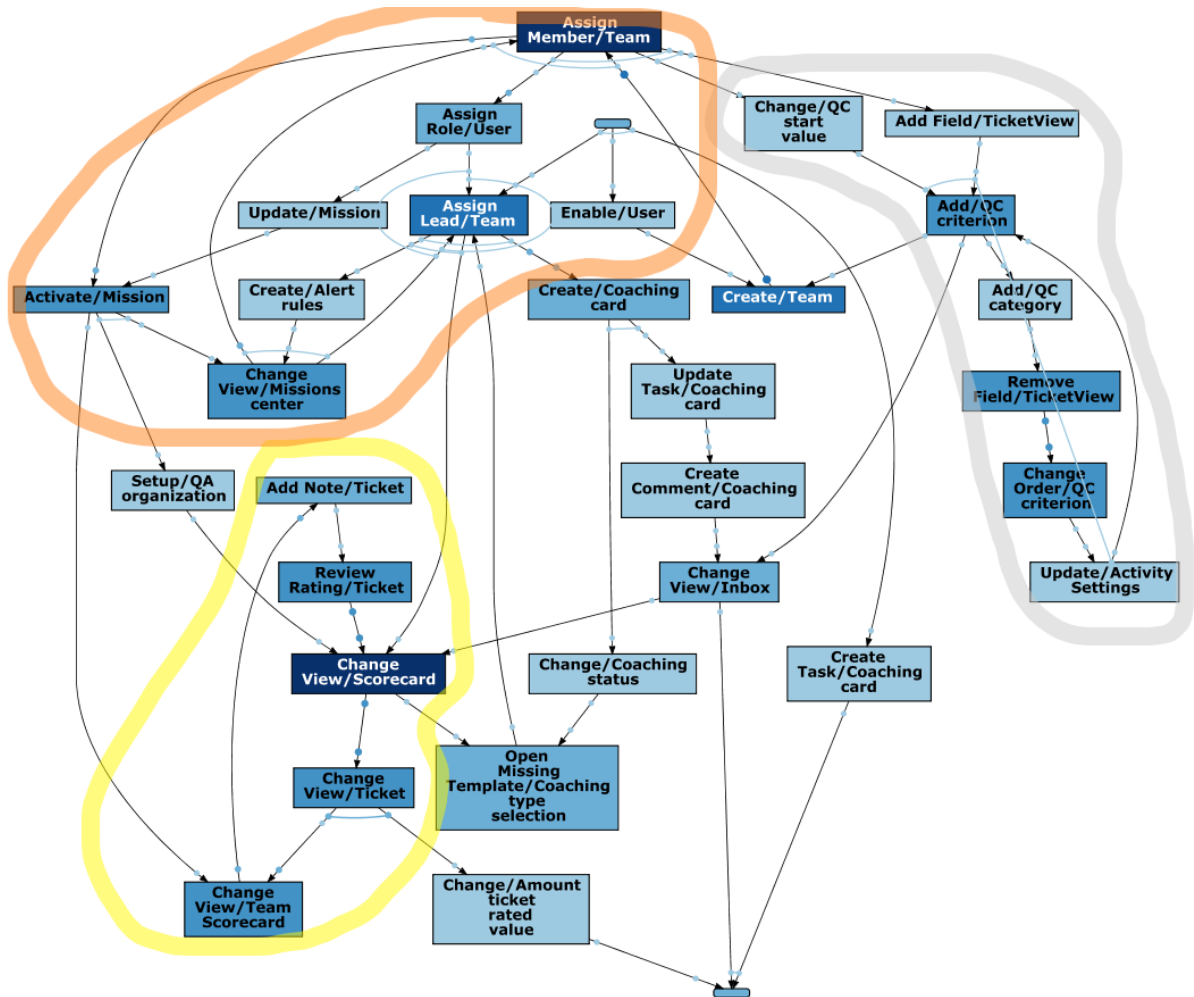 Assign
Member/Team
Change/QC
start
value
Add Field/TicketView
Assign
Role/User
Update/Mission
Assign
Lead/Team
Enable/User
Add/QC
criterion
Activate/Mission
Create/Alert
rules
Create/Coaching
card
Create/Team
Add/QC
category
Change
View/Missions
center
Update
Task/Coaching
card
Remove
Field/TicketView
Setup/QA
organization
Add Note/Ticket
Create
Comment/Coaching
card
Change
Order/QC
criterion
Review
Rating/Ticket
Change
View/Inbox
Update/Activity
Settings
Change
View/Scorecard
Change/Coaching
status
Create
Task/Coaching
card
Change
View/Ticket
Open
Missing
Template/Coaching
type
selection
Change
View/Team
Scorecard
Change/Amount
ticket
rated
value